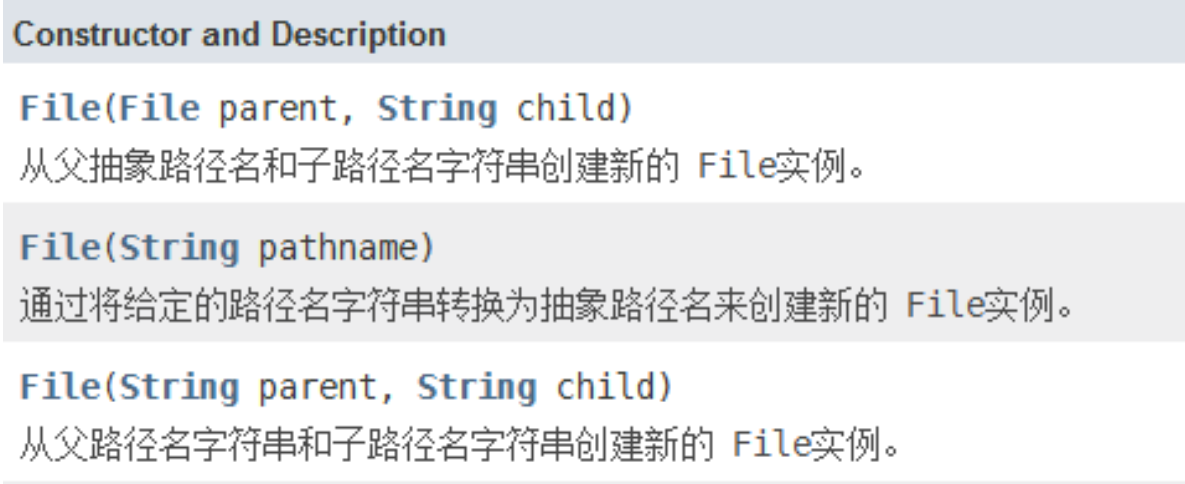 Constructor and Description
File(File parent, String child)
从父抽象路径名和子路径名字符串创建新的 File实例。
File(String pathname)
通过将给定的路径名字符串转换为抽象路径名来创建新的 File实例。
File(String parent, String child)
从父路径名字符串和子路径名字符串创建新的 File实例。